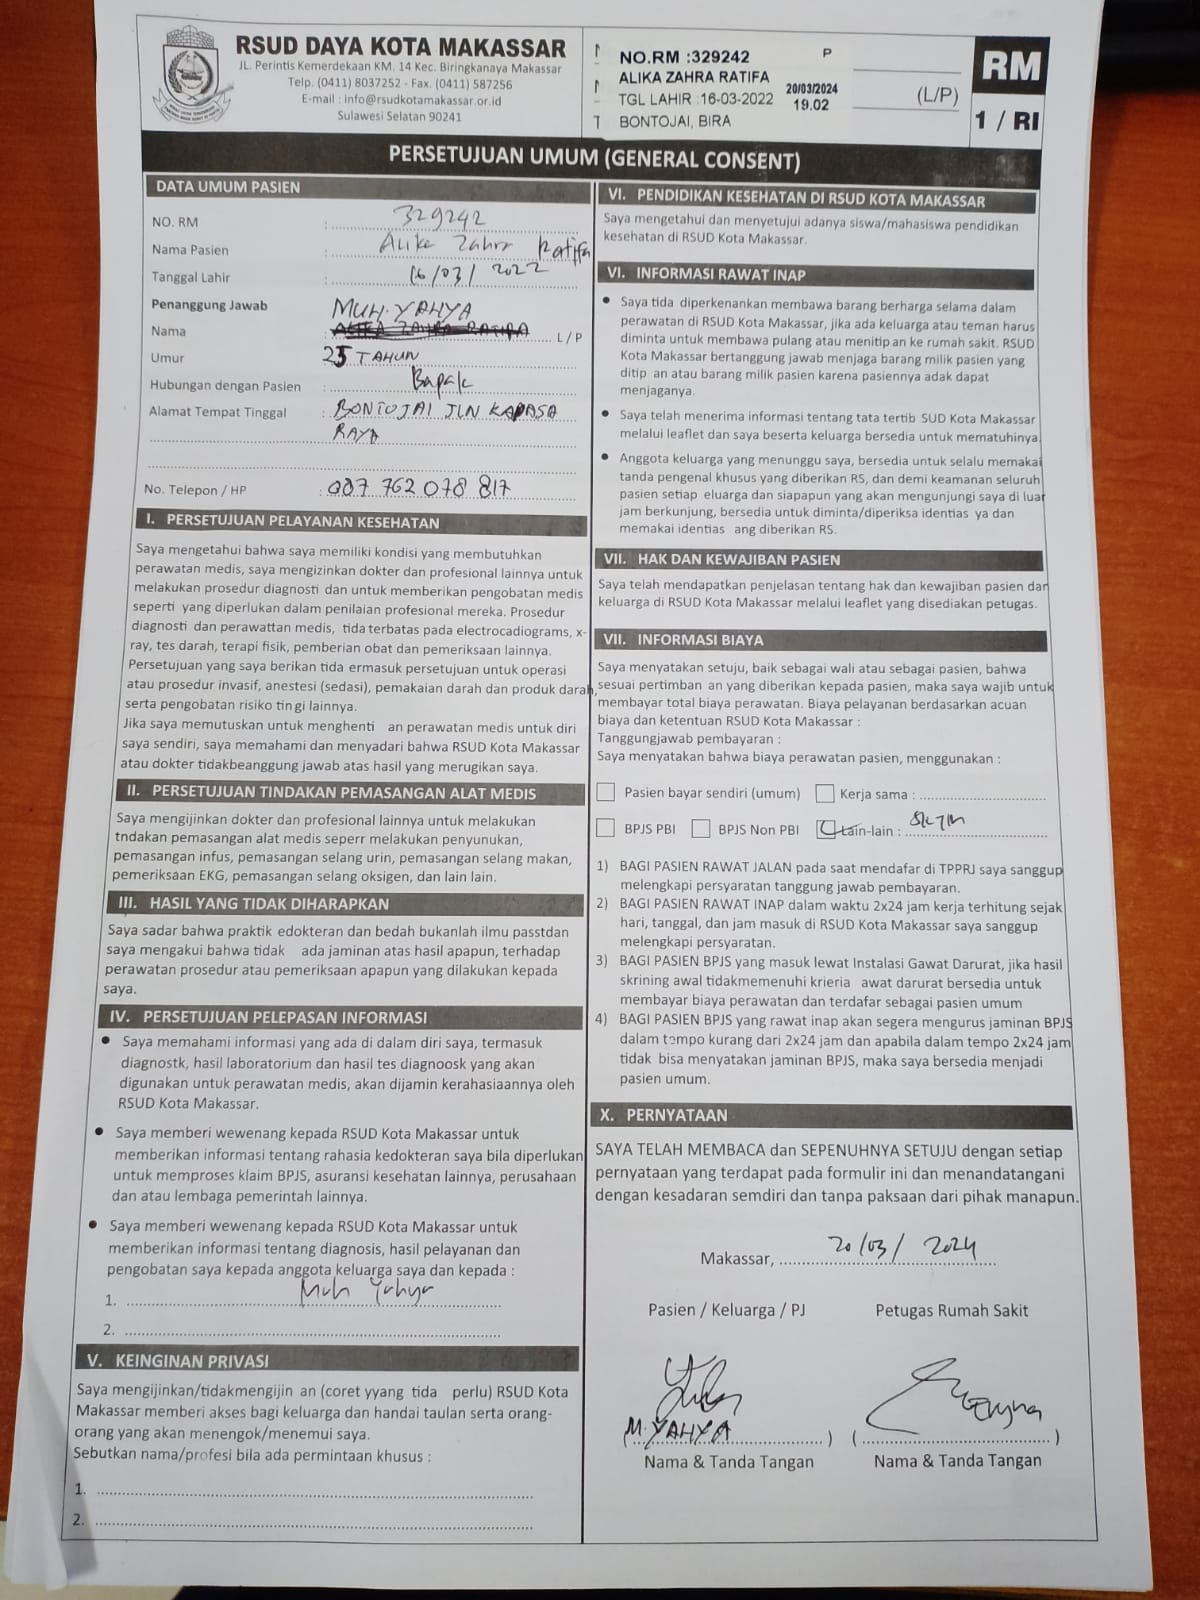 RSUD DAYA KOTA MAKASSAR
JL. Perintis Kemerdekaan KM. 14 Kec. Biringkanaya Makassar
Telp. (0411) 8037252 - Fax. (0411) 587256
E-mail : info@rsudkotamakassar.or.id
Sulawesi Selatan 90241
NO.RM :329242 P
ALIKA ZAHRA RATIFA 20/03/2024
TGL LAHIR :16-03-2022 19.02
BONTOJAI, BIRA
(L/P)
RM
1 / RI
PERSETUJUAN UMUM (GENERAL CONSENT)
DATA UMUM PASIEN
NO. RM : 329242
Nama Pasien : Alika Zahra Ratifa
Tanggal Lahir : 16/03/2022
Penanggung Jawab MUH. YAHYA
Nama : ALIKA ZAHRA RATIFA L / P
Umur 25 TAHUN
Hubungan dengan Pasien : Bapak
Alamat Tempat Tinggal : BONTOJAI JLN KAPASA
RAYA
No. Telepon / HP : 087 762 078 817
I. PERSETUJUAN PELAYANAN KESEHATAN
Saya mengetahui bahwa saya memiliki kondisi yang membutuhkan
perawatan medis, saya mengizinkan dokter dan profesional lainnya untuk
melakukan prosedur diagnosti dan untuk memberikan pengobatan medis
seperti yang diperlukan dalam penilaian profesional mereka. Prosedur
diagnosti dan perawattan medis, tida terbatas pada electrocadiograms, x-
ray, tes darah, terapi fisik, pemberian obat dan pemeriksaan lainnya.
Persetujuan yang saya berikan tida ermasuk persetujuan untuk operasi
atau prosedur invasif, anestesi (sedasi), pemakaian darah dan produk darah,
serta pengobatan risiko tin gi lainnya.
Jika saya memutuskan untuk menghenti an perawatan medis untuk diri
saya sendiri, saya memahami dan menyadari bahwa RSUD Kota Makassar
atau dokter tidakbeanggung jawab atas hasil yang merugikan saya.
II. PERSETUJUAN TINDAKAN PEMASANGAN ALAT MEDIS
Saya mengijinkan dokter dan profesional lainnya untuk melakukan
tndakan pemasangan alat medis seperr melakukan penyunukan,
pemasangan infus, pemasangan selang urin, pemasangan selang makan,
pemeriksaan EKG, pemasangan selang oksigen, dan lain lain.
III. HASIL YANG TIDAK DIHARAPKAN
Saya sadar bahwa praktik edokteran dan bedah bukanlah ilmu passtdan
saya mengakui bahwa tidak ada jaminan atas hasil apapun, terhadap
perawatan prosedur atau pemeriksaan apapun yang dilakukan kepada
saya.
IV. PERSETUJUAN PELEPASAN INFORMASI
• Saya memahami informasi yang ada di dalam diri saya, termasuk
diagnostk, hasil laboratorium dan hasil tes diagnoosk yang akan
digunakan untuk perawatan medis, akan dijamin kerahasiaannya oleh
RSUD Kota Makassar.
• Saya memberi wewenang kepada RSUD Kota Makassar untuk
memberikan informasi tentang rahasia kedokteran saya bila diperlukan
untuk memproses klaim BPJS, asuransi kesehatan lainnya, perusahaan
dan atau lembaga pemerintah lainnya.
• Saya memberi wewenang kepada RSUD Kota Makassar untuk
memberikan informasi tentang diagnosis, hasil pelayanan dan
pengobatan saya kepada anggota keluarga saya dan kepada :
1. Muh Yahya
2.
V. KEINGINAN PRIVASI
Saya mengijinkan/tidakmengijin an (coret yyang tida perlu) RSUD Kota
Makassar memberi akses bagi keluarga dan handai taulan serta orang-
orang yang akan menengok/menemui saya.
Sebutkan nama/profesi bila ada permintaan khusus :
1.
2.
VI. PENDIDIKAN KESEHATAN DI RSUD KOTA MAKASSAR
Saya mengetahui dan menyetujui adanya siswa/mahasiswa pendidikan
kesehatan di RSUD Kota Makassar.
VI. INFORMASI RAWAT INAP
• Saya tida diperkenankan membawa barang berharga selama dalam
perawatan di RSUD Kota Makassar, jika ada keluarga atau teman harus
diminta untuk membawa pulang atau menitip an ke rumah sakit. RSUD
Kota Makassar bertanggung jawab menjaga barang milik pasien yang
ditip an atau barang milik pasien karena pasiennya adak dapat
menjaganya.
• Saya telah menerima informasi tentang tata tertib SUD Kota Makassar
melalui leaflet dan saya beserta keluarga bersedia untuk mematuhinya.
• Anggota keluarga yang menunggu saya, bersedia untuk selalu memakai
tanda pengenal khusus yang diberikan RS, dan demi keamanan seluruh
pasien setiap eluarga dan siapapun yang akan mengunjungi saya di luar
jam berkunjung, bersedia untuk diminta/diperiksa identias ya dan
memakai identias ang diberikan RS.
VII. HAK DAN KEWAJIBAN PASIEN
Saya telah mendapatkan penjelasan tentang hak dan kewajiban pasien dan
keluarga di RSUD Kota Makassar melalui leaflet yang disediakan petugas.
VII. INFORMASI BIAYA
Saya menyatakan setuju, baik sebagai wali atau sebagai pasien, bahwa
sesuai pertimban an yang diberikan kepada pasien, maka saya wajib untuk
membayar total biaya perawatan. Biaya pelayanan berdasarkan acuan
biaya dan ketentuan RSUD Kota Makassar :
Tanggungjawab pembayaran :
Saya menyatakan bahwa biaya perawatan pasien, menggunakan :
Pasien bayar sendiri (umum) Kerja sama :
BPJS PBI BPJS Non PBI Lain-lain :
1) BAGI PASIEN RAWAT JALAN pada saat mendafar di TPPRJ saya sanggup
melengkapi persyaratan tanggung jawab pembayaran.
2) BAGI PASIEN RAWAT INAP dalam waktu 2x24 jam kerja terhitung sejak
hari, tanggal, dan jam masuk di RSUD Kota Makassar saya sanggup
melengkapi persyaratan.
3) BAGI PASIEN BPJS yang masuk lewat Instalasi Gawat Darurat, jika hasil
skrining awal tidakmemenuhi krieria awat darurat bersedia untuk
membayar biaya perawatan dan terdafar sebagai pasien umum
4) BAGI PASIEN BPJS yang rawat inap akan segera mengurus jaminan BPJS
dalam tempo kurang dari 2x24 jam dan apabila dalam tempo 2x24 jam
tidak bisa menyatakan jaminan BPJS, maka saya bersedia menjadi
pasien umum.
X. PERNYATAAN
SAYA TELAH MEMBACA dan SEPENUHNYA SETUJU dengan setiap
pernyataan yang terdapat pada formulir ini dan menandatangani
dengan kesadaran semdiri dan tanpa paksaan dari pihak manapun.
Makassar, 20/03/2024
Pasien / Keluarga / PJ Petugas Rumah Sakit
(M. YAHYA) ( )
Nama & Tanda Tangan Nama & Tanda Tangan